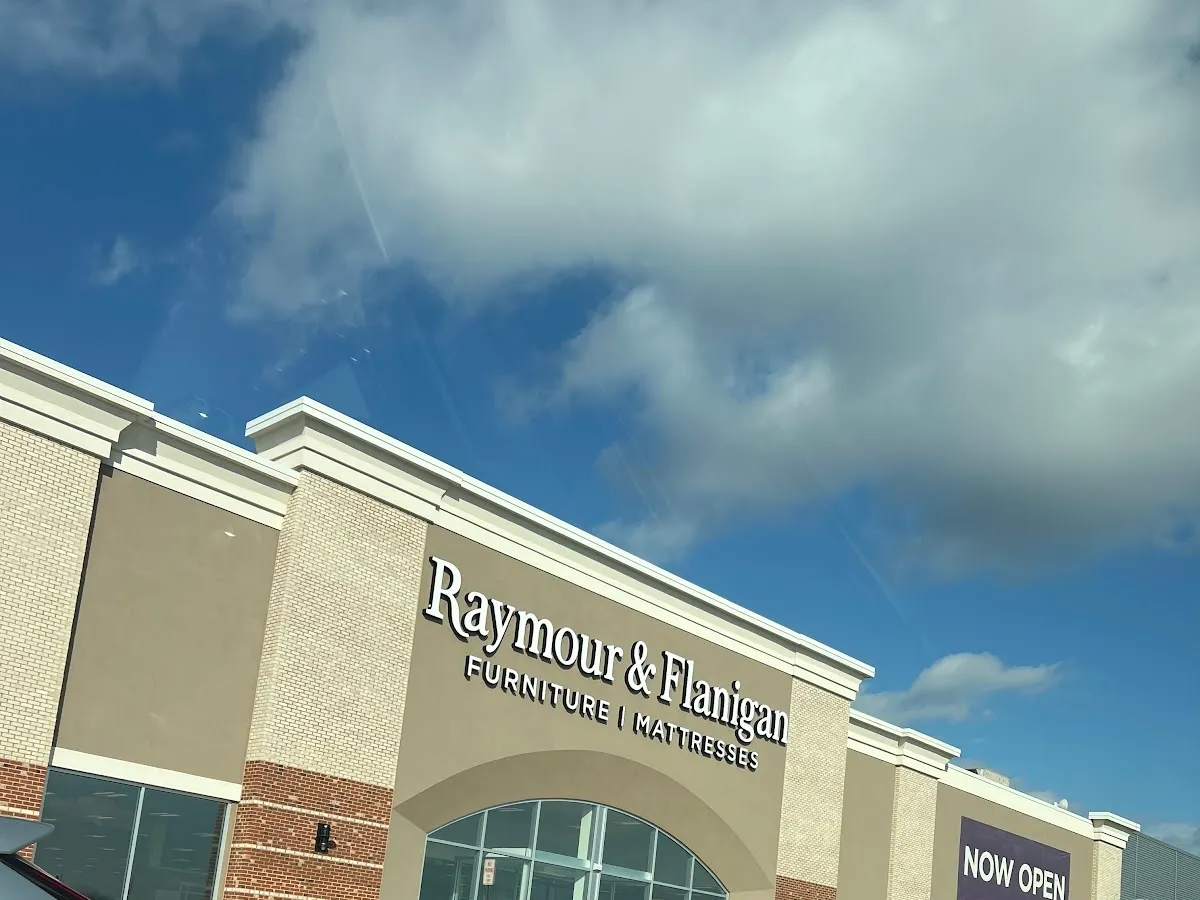 Raymour & Flanigan
FURNITURE | MATTRESSES
NOW OPEN